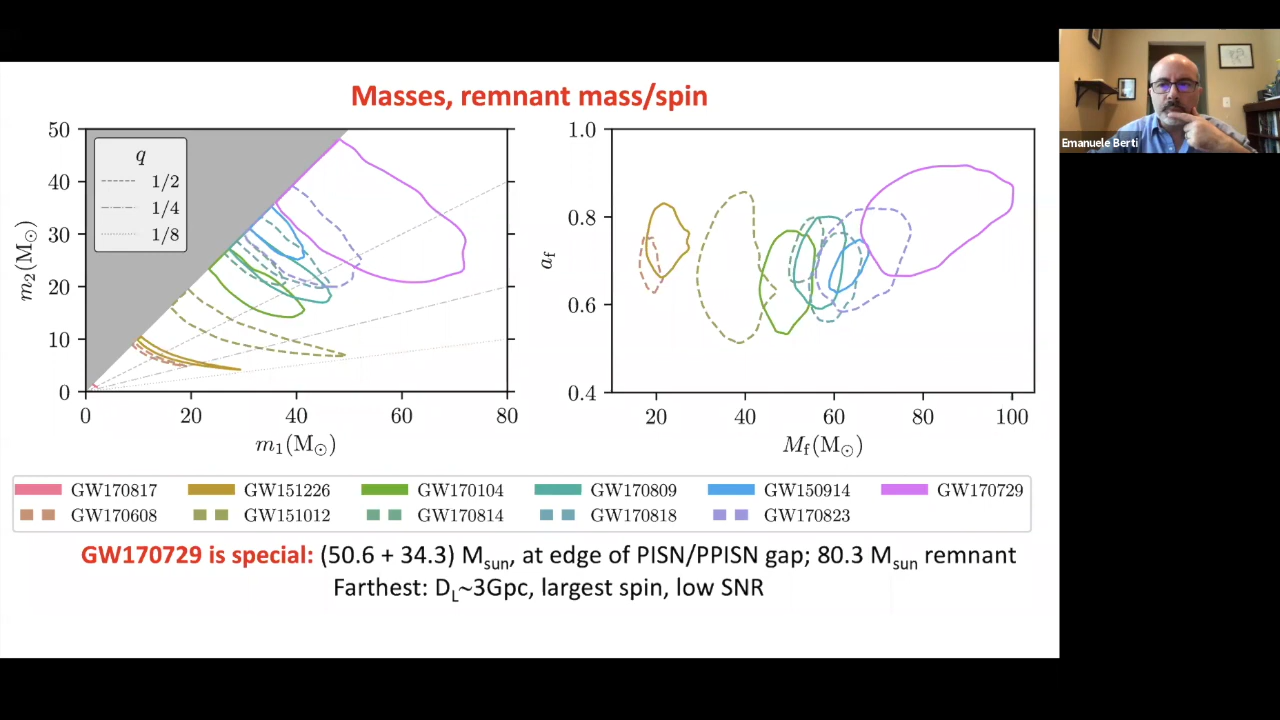 Masses, remnant mass/spin
50
40
30
20
10
0
m₂(M⊙)
q
1/2
1/4
1/8
0
20
40
60
80
m₁(M⊙)
1.0
0.8
0.6
0.4
a_f
20
40
60
80
100
M_f(M⊙)
GW170817 GW151226 GW170104 GW170809 GW150914 GW170729
GW170608 GW151012 GW170814 GW170818 GW170823
GW170729 is special: (50.6 + 34.3) M_sun, at edge of PISN/PPISN gap; 80.3 M_sun remnant
Farthest: D_L~3Gpc, largest spin, low SNR
Emanuele Berti